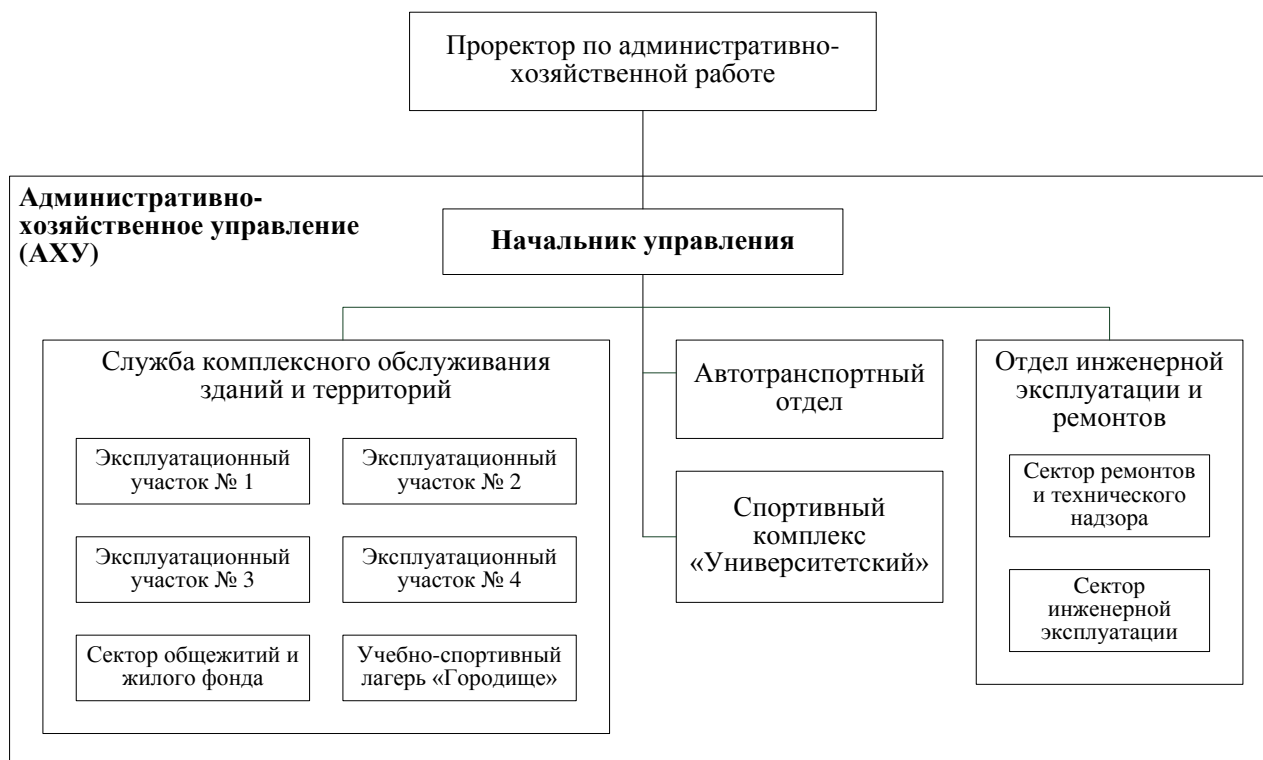 Проректор по административно-
хозяйственной работе
Административно-
хозяйственное управление
(АХУ)
Начальник управления
Служба комплексного обслуживания
зданий и территорий
Эксплуатационный
участок № 1
Эксплуатационный
участок № 2
Эксплуатационный
участок № 3
Эксплуатационный
участок № 4
Сектор общежитий и
жилого фонда
Учебно-спортивный
лагерь «Городище»
Автотранспортный
отдел
Спортивный
комплекс
«Университетский»
Отдел инженерной
эксплуатации и
ремонтов
Сектор ремонтов
и технического
надзора
Сектор
инженерной
эксплуатации